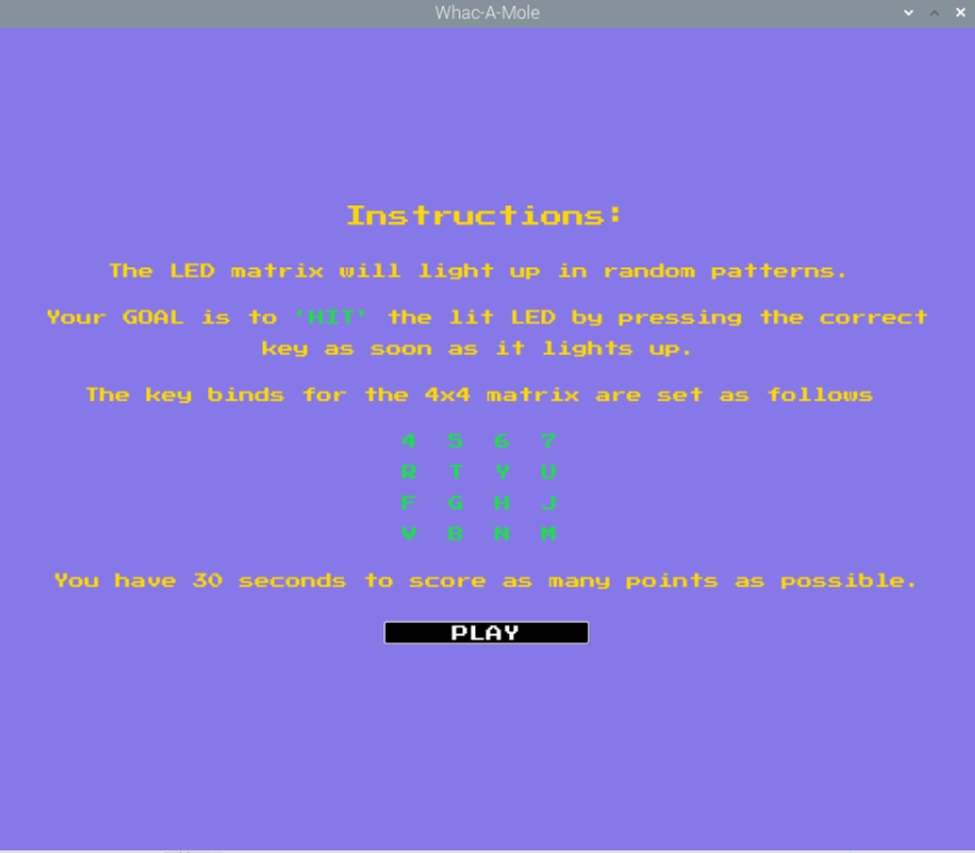 Whac-A-Mole
Instructions:
The LED matrix will light up in random patterns.
Your GOAL is to 'HIT' the lit LED by pressing the correct
key as soon as it lights up.
The key binds for the 4x4 matrix are set as follows
4 5 6 7
R T Y U
F G H J
V B N M
You have 30 seconds to score as many points as possible.
PLAY